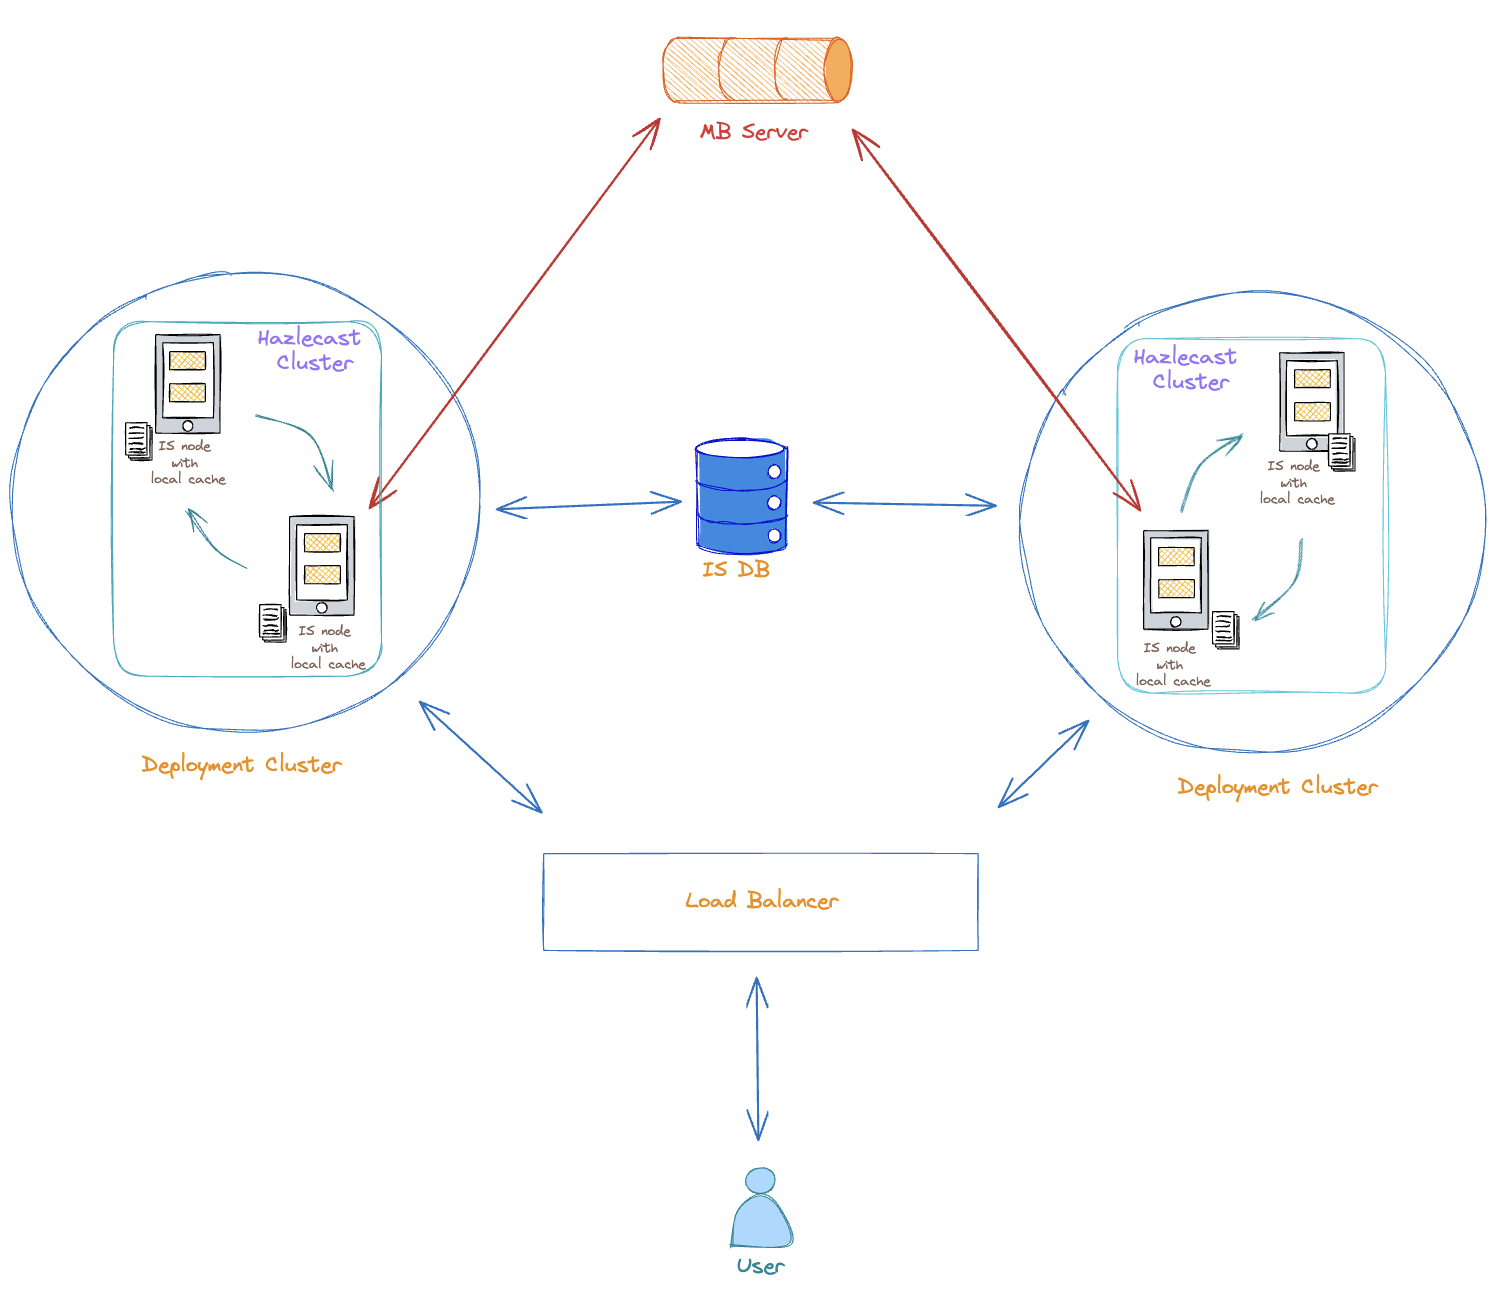 MB Server
Hazlecast
Cluster
IS node
with
local cache
IS node
with
local cache
Deployment Cluster
IS DB
Hazlecast
Cluster
IS node
with
local cache
IS node
with
local cache
Deployment Cluster
Load Balancer
User